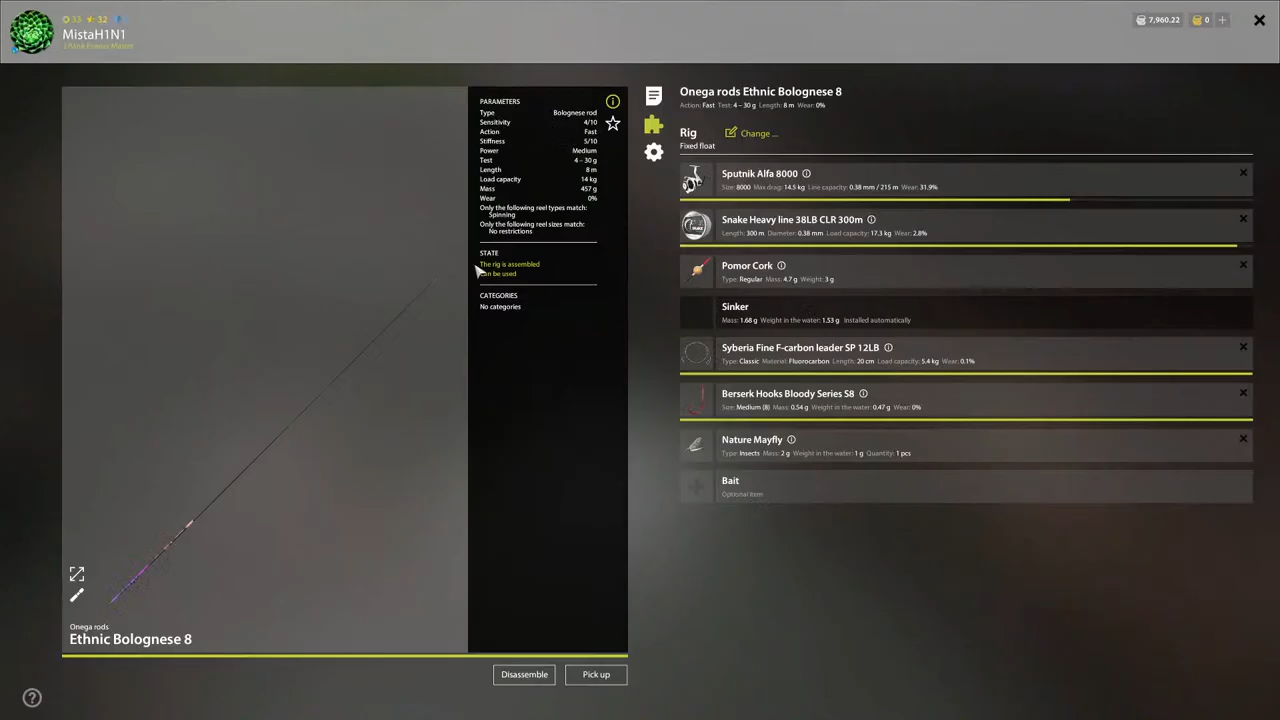 33 32
MistaH1N1
7,960.22 0
PARAMETERS
Type Bolognese rod
Sensitivity 4/10
Action Fast
Stiffness 5/10
Power Medium
Test 4 – 30 g
Length 8 m
Load capacity 14 kg
Mass 457 g
Wear 0%
Only the following reel types match:
Spinning
Only the following reel sizes match:
No restrictions
STATE
The rig is assembled
Can be used
CATEGORIES
No categories
Onega rods
Ethnic Bolognese 8
Disassemble
Pick up
Onega rods Ethnic Bolognese 8
Action: Fast Test: 4 – 30 g Length: 8 m Wear: 0%
Rig Change ...
Fixed float
Sputnik Alfa 8000
Size: 8000 Max drag: 14.5 kg Line capacity: 0.38 mm / 215 m Wear: 31.9%
Snake Heavy line 38LB CLR 300m
Length: 300 m Diameter: 0.38 mm Load capacity: 17.3 kg Wear: 2.8%
Pomor Cork
Type: Regular Mass: 4.7 g Weight: 3 g
Sinker
Mass: 1.68 g Weight in the water: 1.53 g Installed automatically
Syberia Fine F-carbon leader SP 12LB
Type: Classic Material: Fluorocarbon Length: 20 cm Load capacity: 5.4 kg Wear: 0.1%
Berserk Hooks Bloody Series S8
Size: Medium (8) Mass: 0.54 g Weight in the water: 0.47 g Wear: 0%
Nature Mayfly
Type: Insects Mass: 2 g Weight in the water: 1 g Quantity: 1 pcs
Bait
Optional item